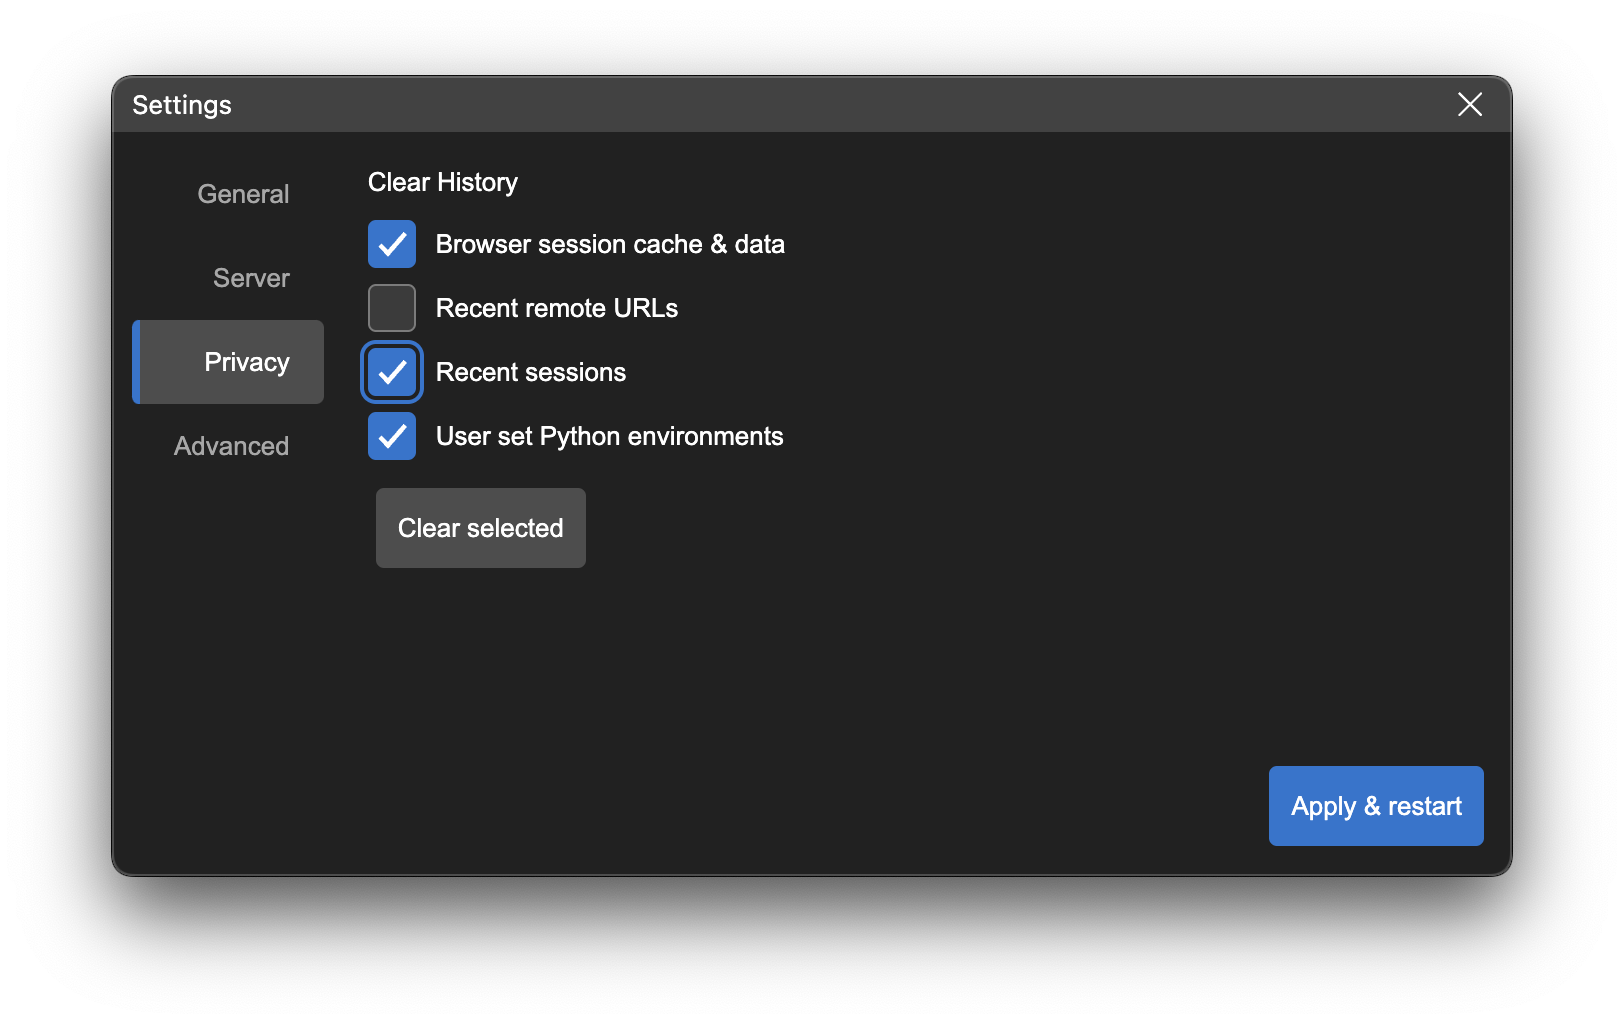 Settings
General
Server
Privacy
Advanced
Clear History
Browser session cache & data
Recent remote URLs
Recent sessions
User set Python environments
Clear selected
Apply & restart